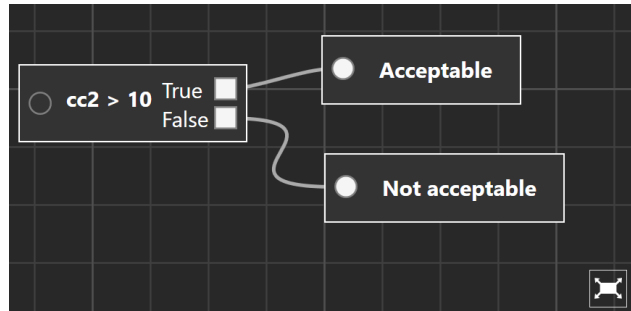 cc2 > 10
True
False
Acceptable
Not acceptable